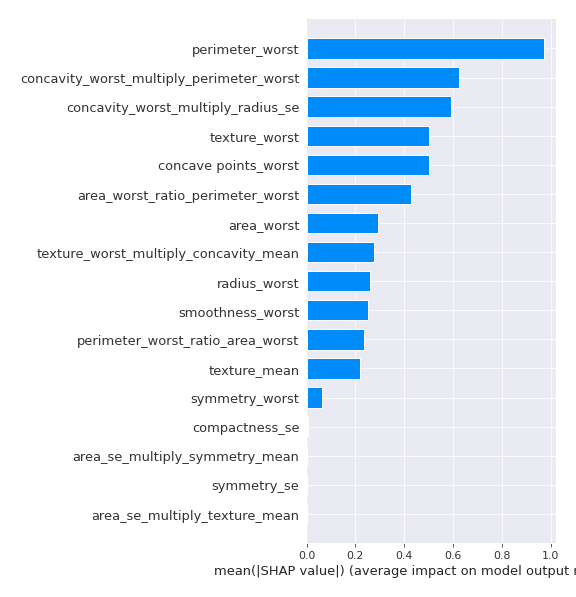 perimeter_worst
concavity_worst_multiply_perimeter_worst
concavity_worst_multiply_radius_se
texture_worst
concave points_worst
area_worst_ratio_perimeter_worst
area_worst
texture_worst_multiply_concavity_mean
radius_worst
smoothness_worst
perimeter_worst_ratio_area_worst
texture_mean
symmetry_worst
compactness_se
area_se_multiply_symmetry_mean
symmetry_se
area_se_multiply_texture_mean
0.0 0.2 0.4 0.6 0.8 1.0
mean(|SHAP value|) (average impact on model output